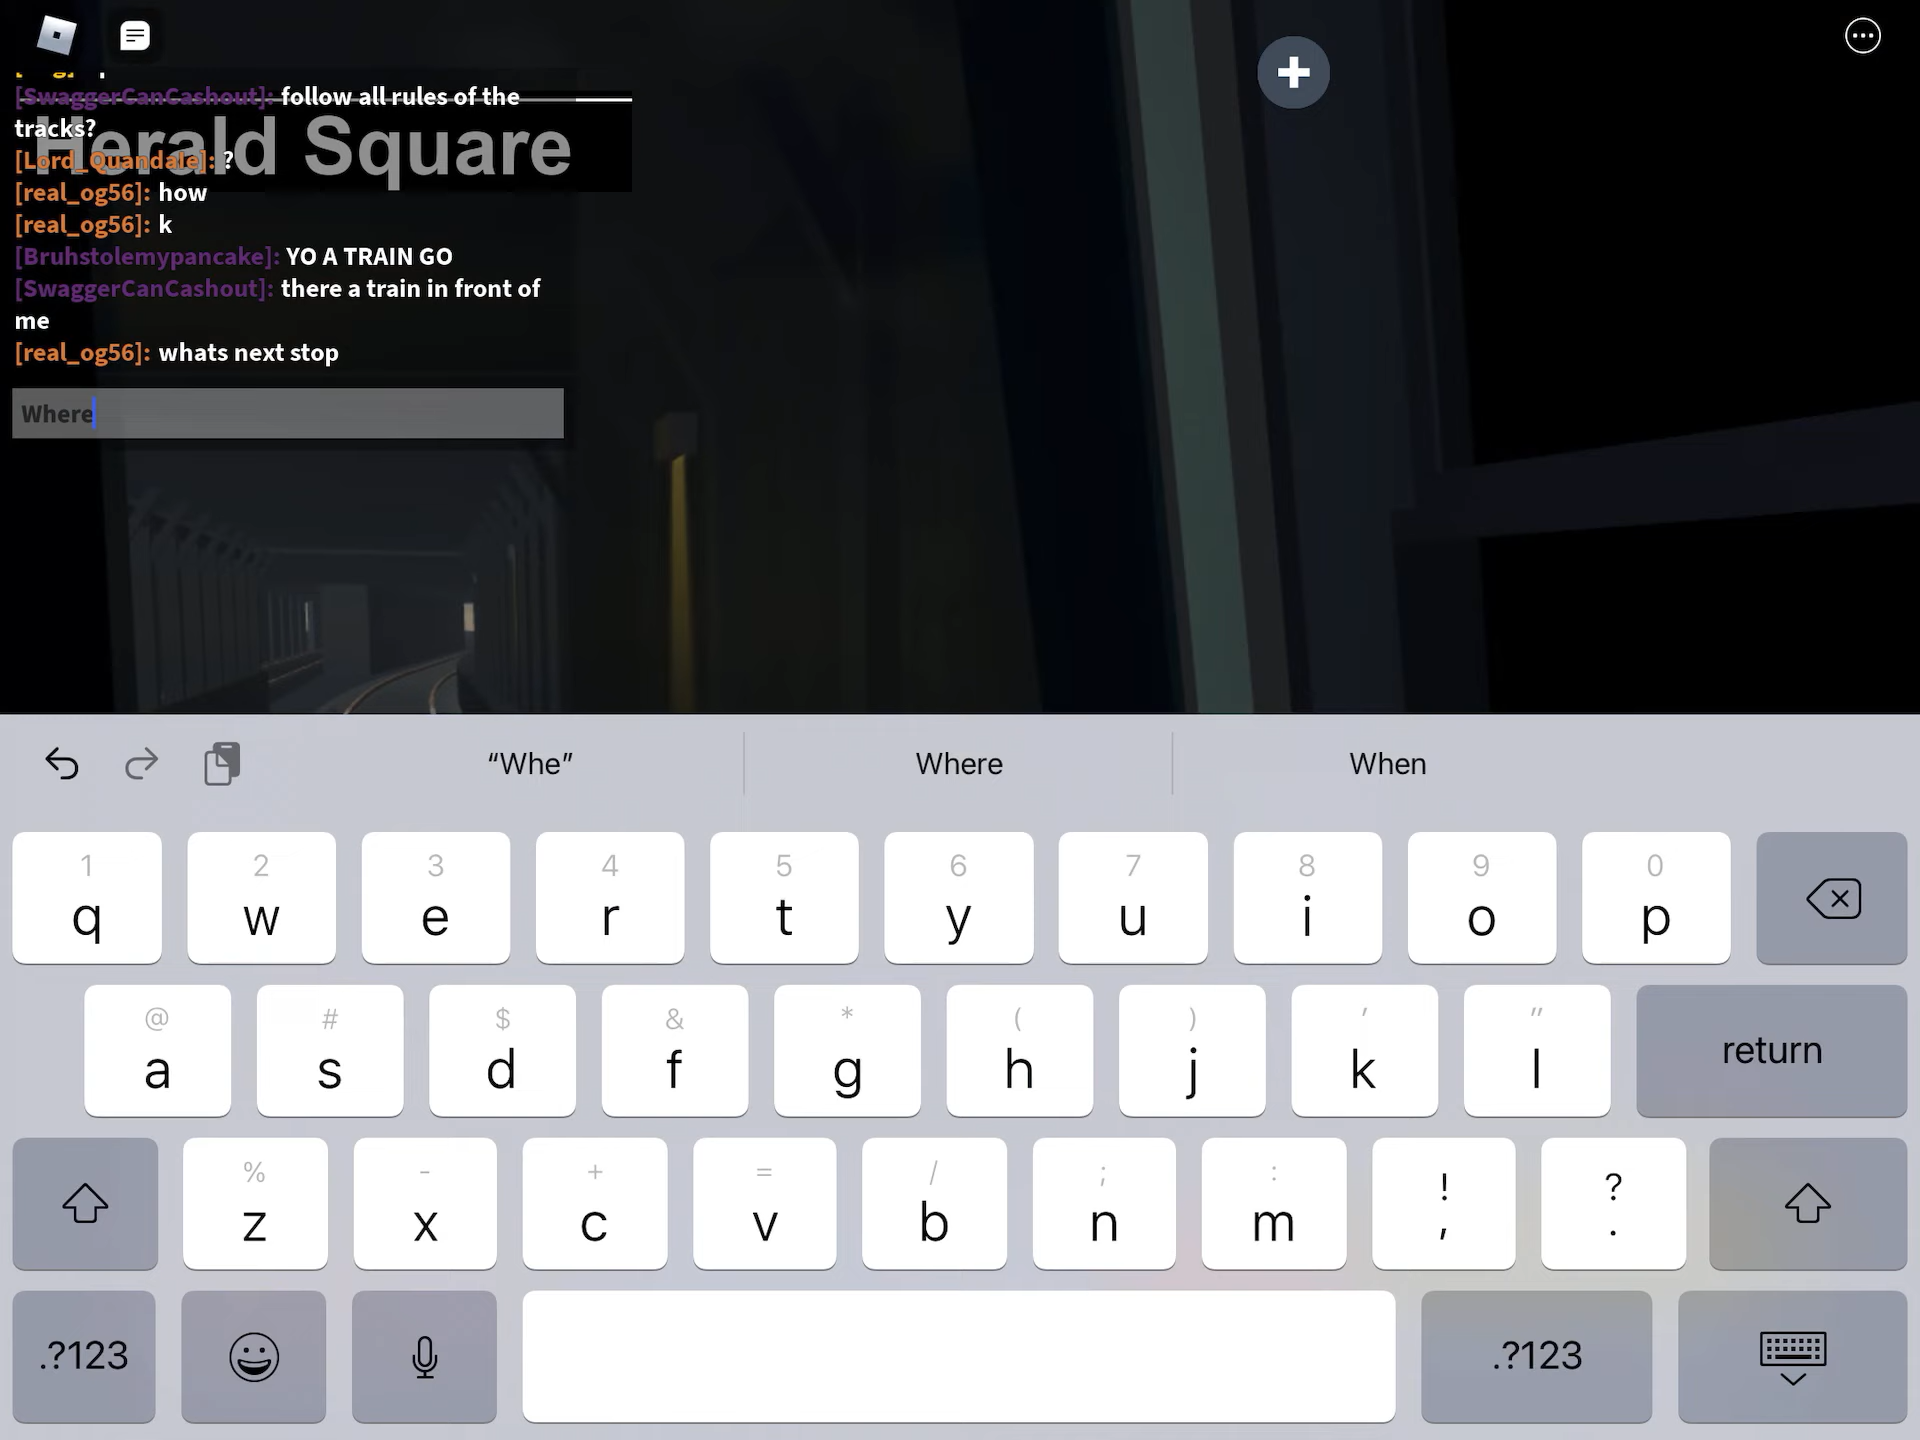 [SwaggerCanCashout]: follow all rules of the
tracks?
Herald Square
[Lord_Quandale]: ?
[real_og56]: how
[real_og56]: k
[Bruhstolemypancake]: YO A TRAIN GO
[SwaggerCanCashout]: there a train in front of
me
[real_og56]: whats next stop
Where
“Whe” Where When
1 2 3 4 5 6 7 8 9 0
q w e r t y u i o p
@ # $ & * ( ) ' "
a s d f g h j k l return
% - + = / ; : ! ?
z x c v b n m , .
.?123 .?123